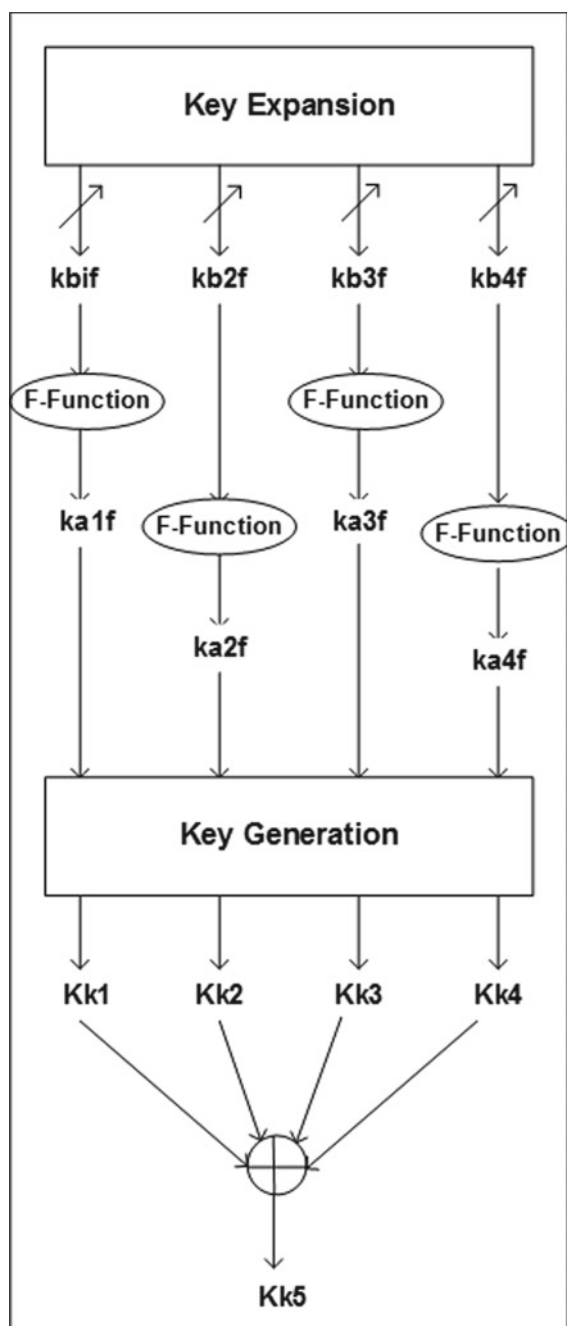 Key Expansion
kbif kb2f kb3f kb4f
F-Function F-Function
ka1f ka3f
F-Function F-Function
ka2f ka4f
Key Generation
Kk1 Kk2 Kk3 Kk4
Kk5